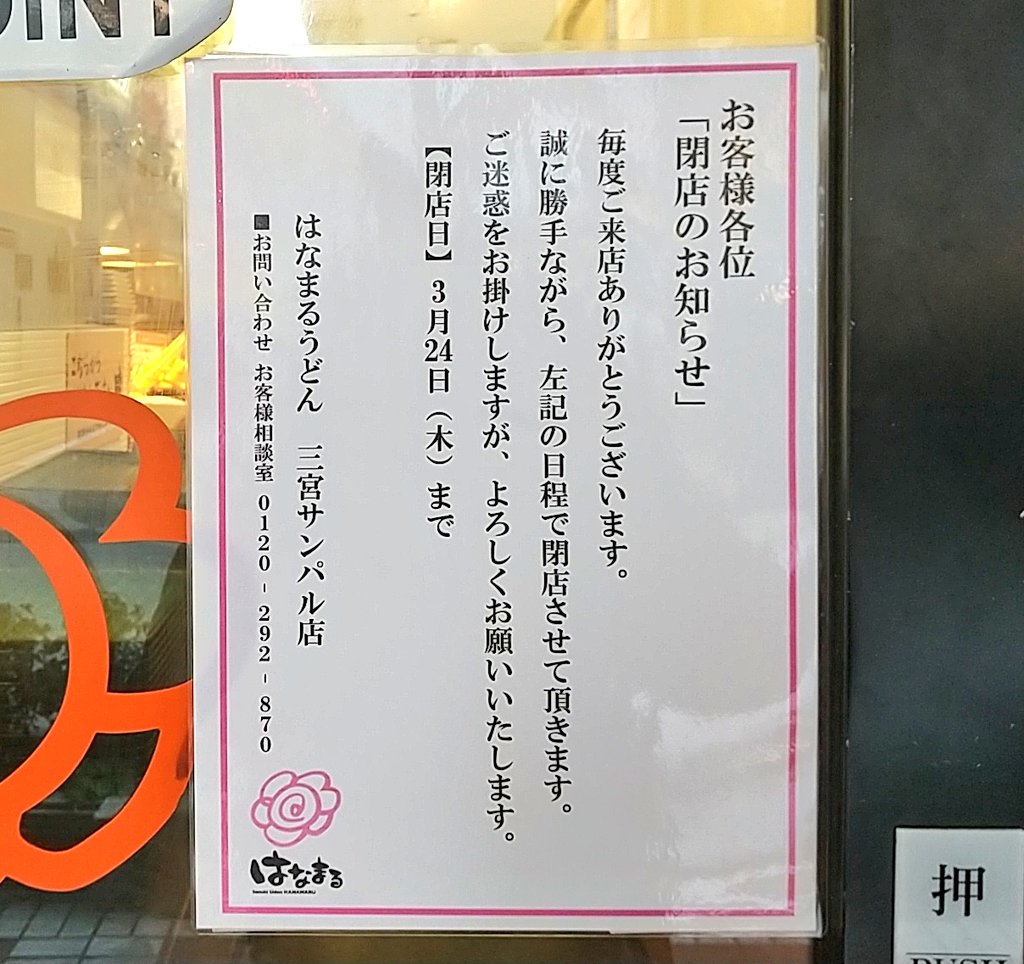 お客様各位
「閉店のお知らせ」
毎度ご来店ありがとうございます。
誠に勝手ながら、左記の日程で閉店させて頂きます。
ご迷惑をお掛けしますが、よろしくお願いいたします。
【閉店日】3月24日（木）まで
はなまるうどん　三宮サンパル店
■お問い合わせ お客様相談室 0120-292-870
はなまる
Sanuki Udon HANAMARU
押
PUSH